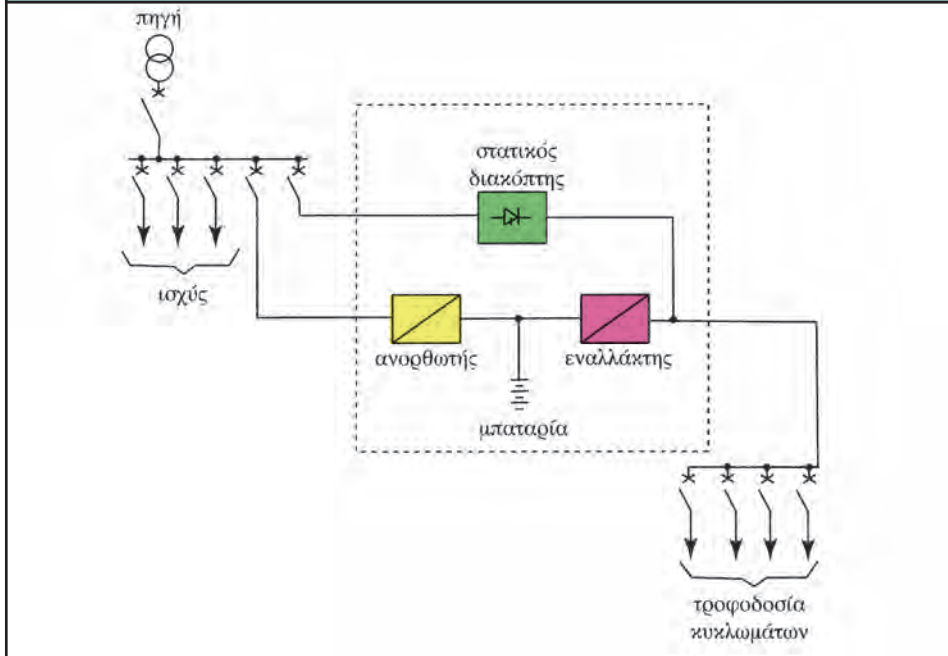 πηγή
στατικός
διακόπτης
ισχύς
ανορθωτής
εναλλάκτης
μπαταρία
τροφοδοσία
κυκλωμάτων